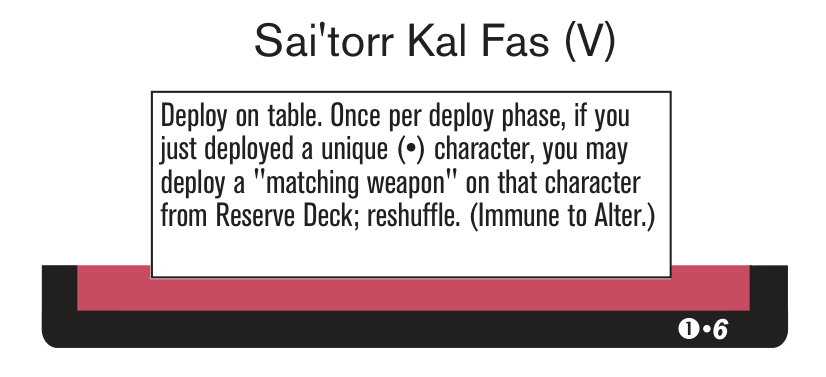 Sai'torr Kal Fas (V)
Deploy on table. Once per deploy phase, if you
just deployed a unique (•) character, you may
deploy a "matching weapon" on that character
from Reserve Deck; reshuffle. (Immune to Alter.)
❶•6